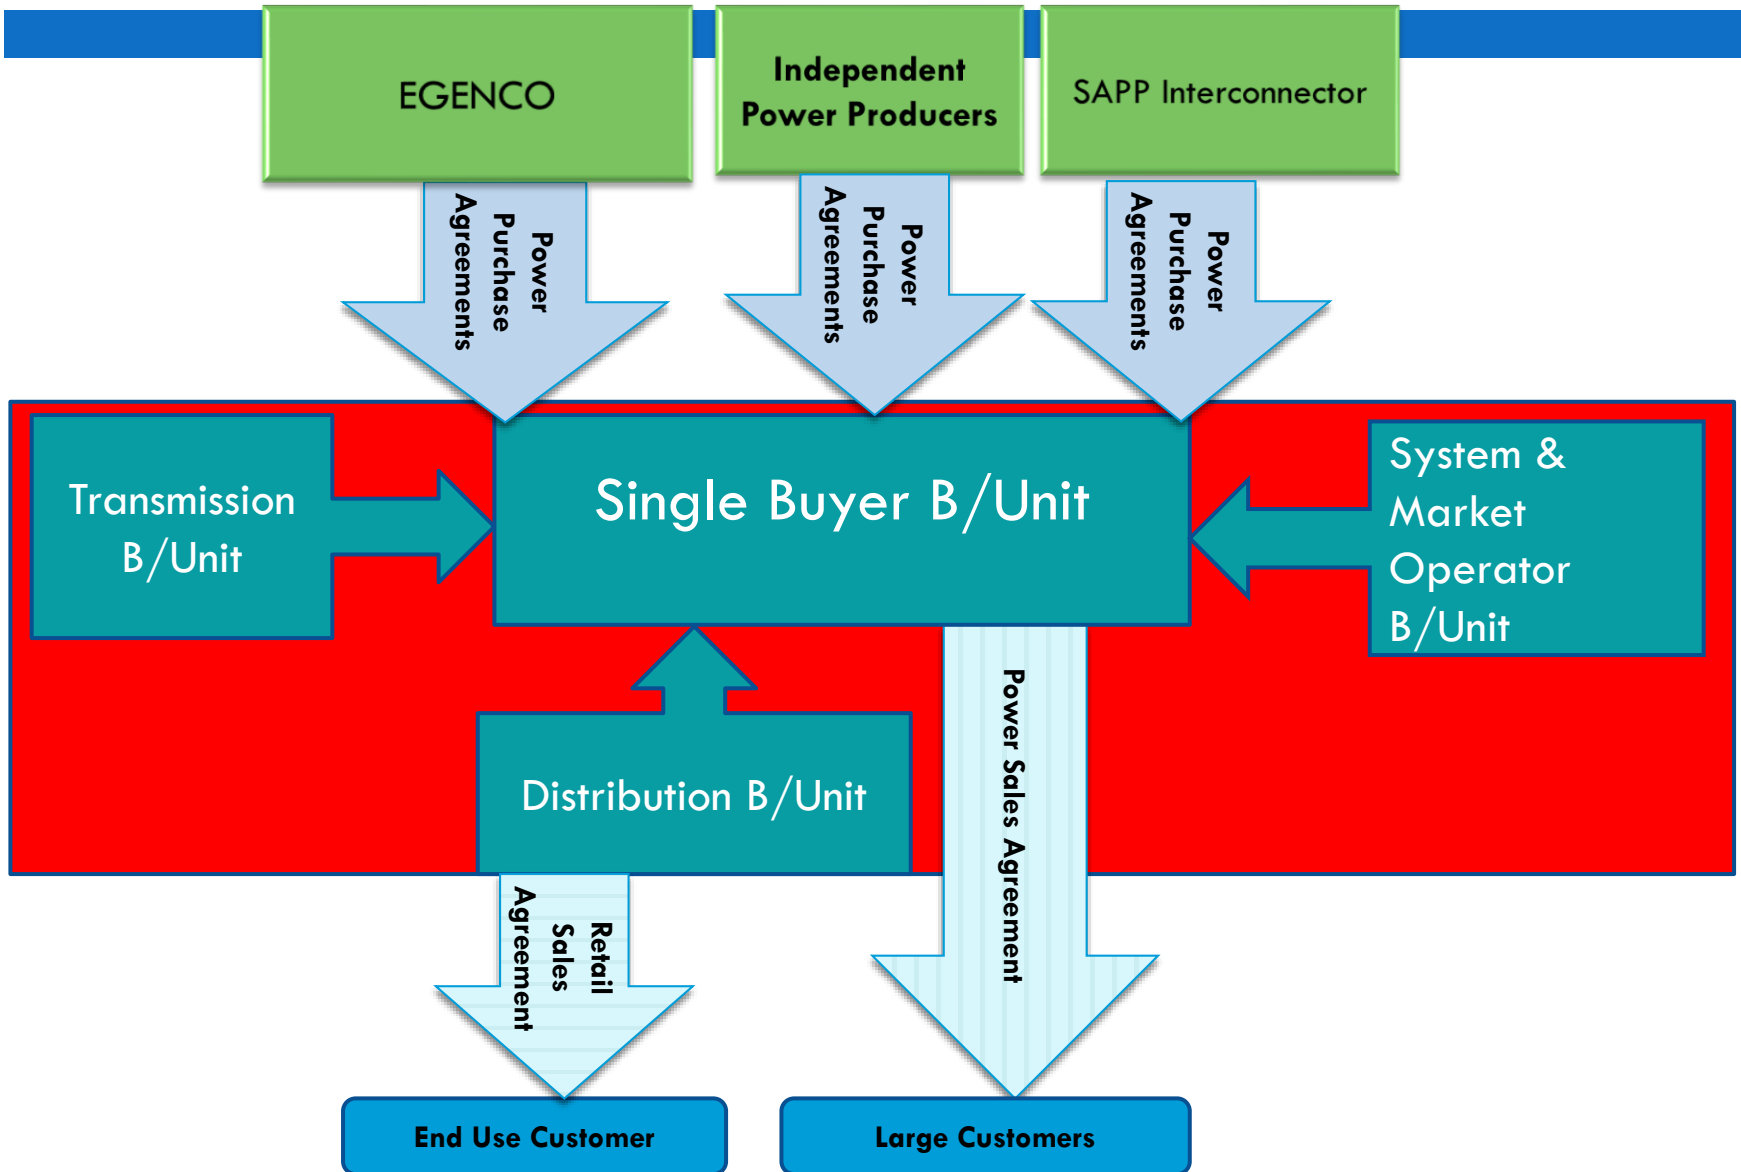 EGENCO
Independent
Power Producers
SAPP Interconnector
Power
Purchase
Agreements
Power
Purchase
Agreements
Power
Purchase
Agreements
Transmission
B/Unit
Single Buyer B/Unit
System &
Market
Operator
B/Unit
Distribution B/Unit
Power Sales Agreement
Retail
Sales
Agreement
End Use Customer
Large Customers